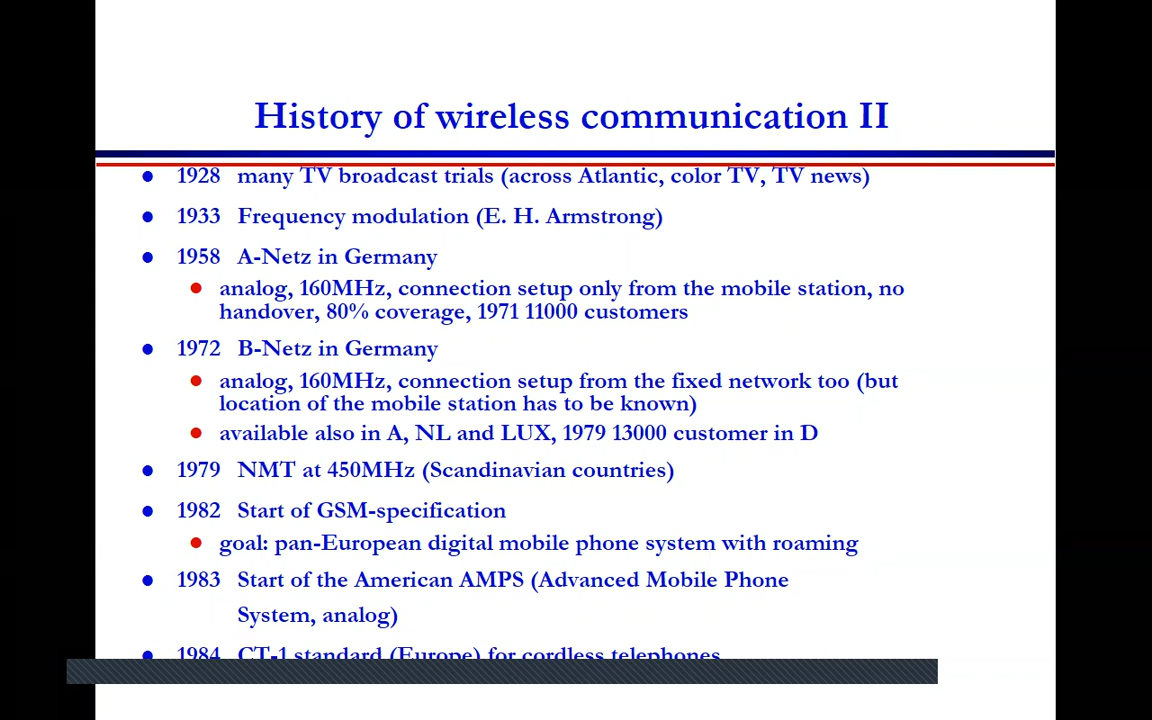 History of wireless communication II
1928 many TV broadcast trials (across Atlantic, color TV, TV news)
1933 Frequency modulation (E. H. Armstrong)
1958 A-Netz in Germany
analog, 160MHz, connection setup only from the mobile station, no
handover, 80% coverage, 1971 11000 customers
1972 B-Netz in Germany
analog, 160MHz, connection setup from the fixed network too (but
location of the mobile station has to be known)
available also in A, NL and LUX, 1979 13000 customer in D
1979 NMT at 450MHz (Scandinavian countries)
1982 Start of GSM-specification
goal: pan-European digital mobile phone system with roaming
1983 Start of the American AMPS (Advanced Mobile Phone
System, analog)
1984 CT-1 standard (Europe) for cordless telephones